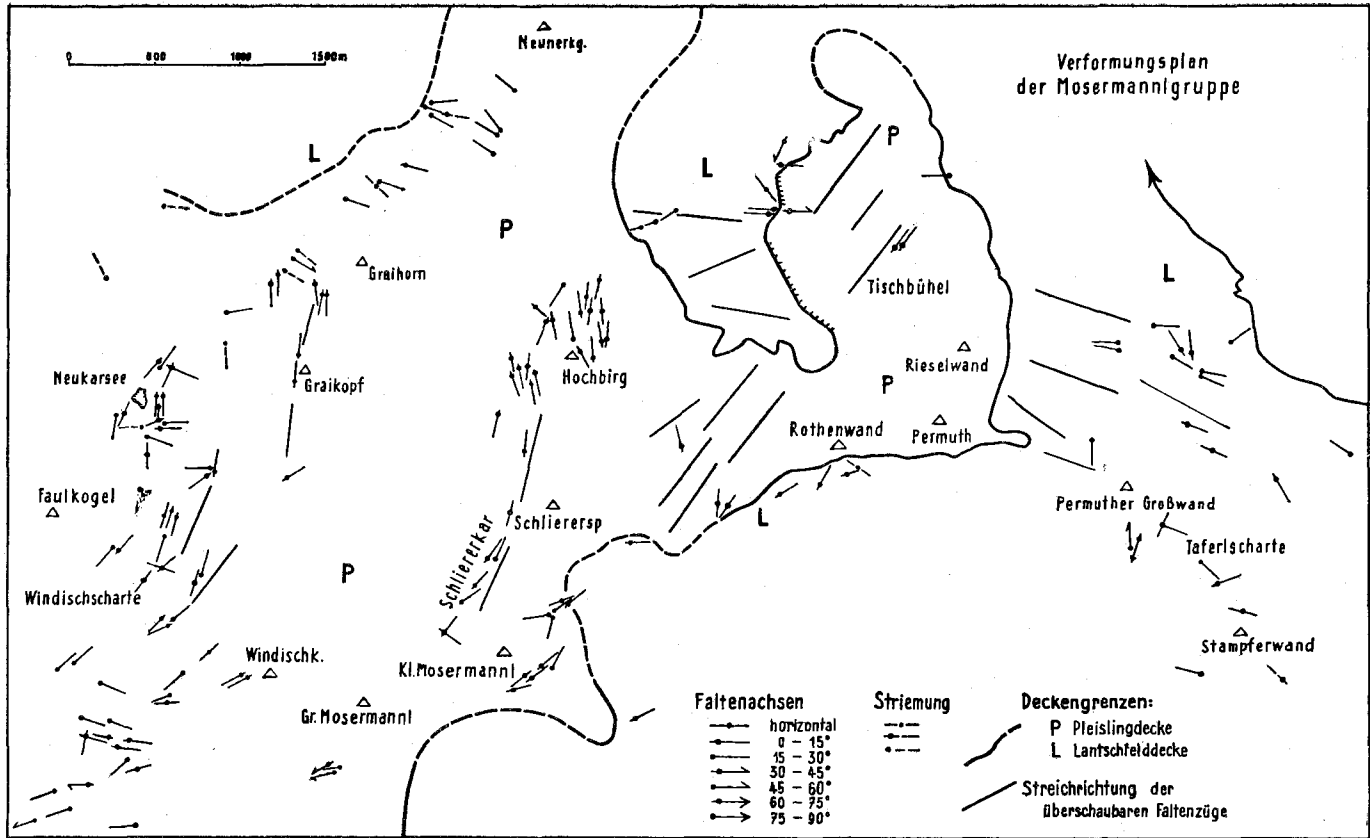 Neunerkg.
0 500 1000 1500m
Verformungsplan
der Mosermannlgruppe
L
P
L
P
L
Graihorn
Tischbühel
Neukarsee
Graikopf
Hochbirg
Rieselwand
P
Rothenwand
Permuth
Faulkogel
Schlierersp
L
Permuther Großwand
Schliererkar
Taferlscharte
P
Windischscharte
Stampferwand
Windischk.
Kl. Mosermannl
Gr. Mosermannl
Faltenachsen
horizontal
0 – 15°
15 – 30°
30 – 45°
45 – 60°
60 – 75°
75 – 90°
Striemung
Deckengrenzen:
P Pleislingdecke
L Lantschfelddecke
Streichrichtung der
überschaubaren Faltenzüge